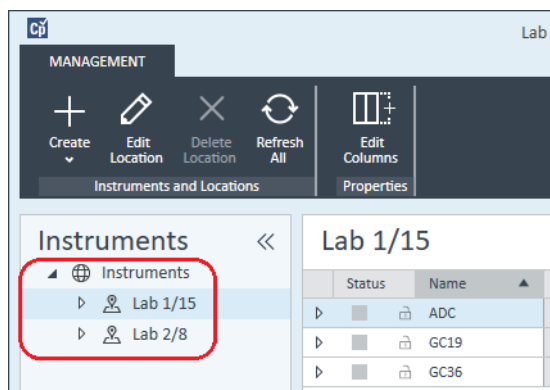 Lab
MANAGEMENT
Create
Edit
Location
Delete
Location
Refresh
All
Edit
Columns
Instruments and Locations
Properties
Instruments
Lab 1/15
Instruments
Lab 1/15
Lab 2/8
Status
Name
ADC
GC19
GC36